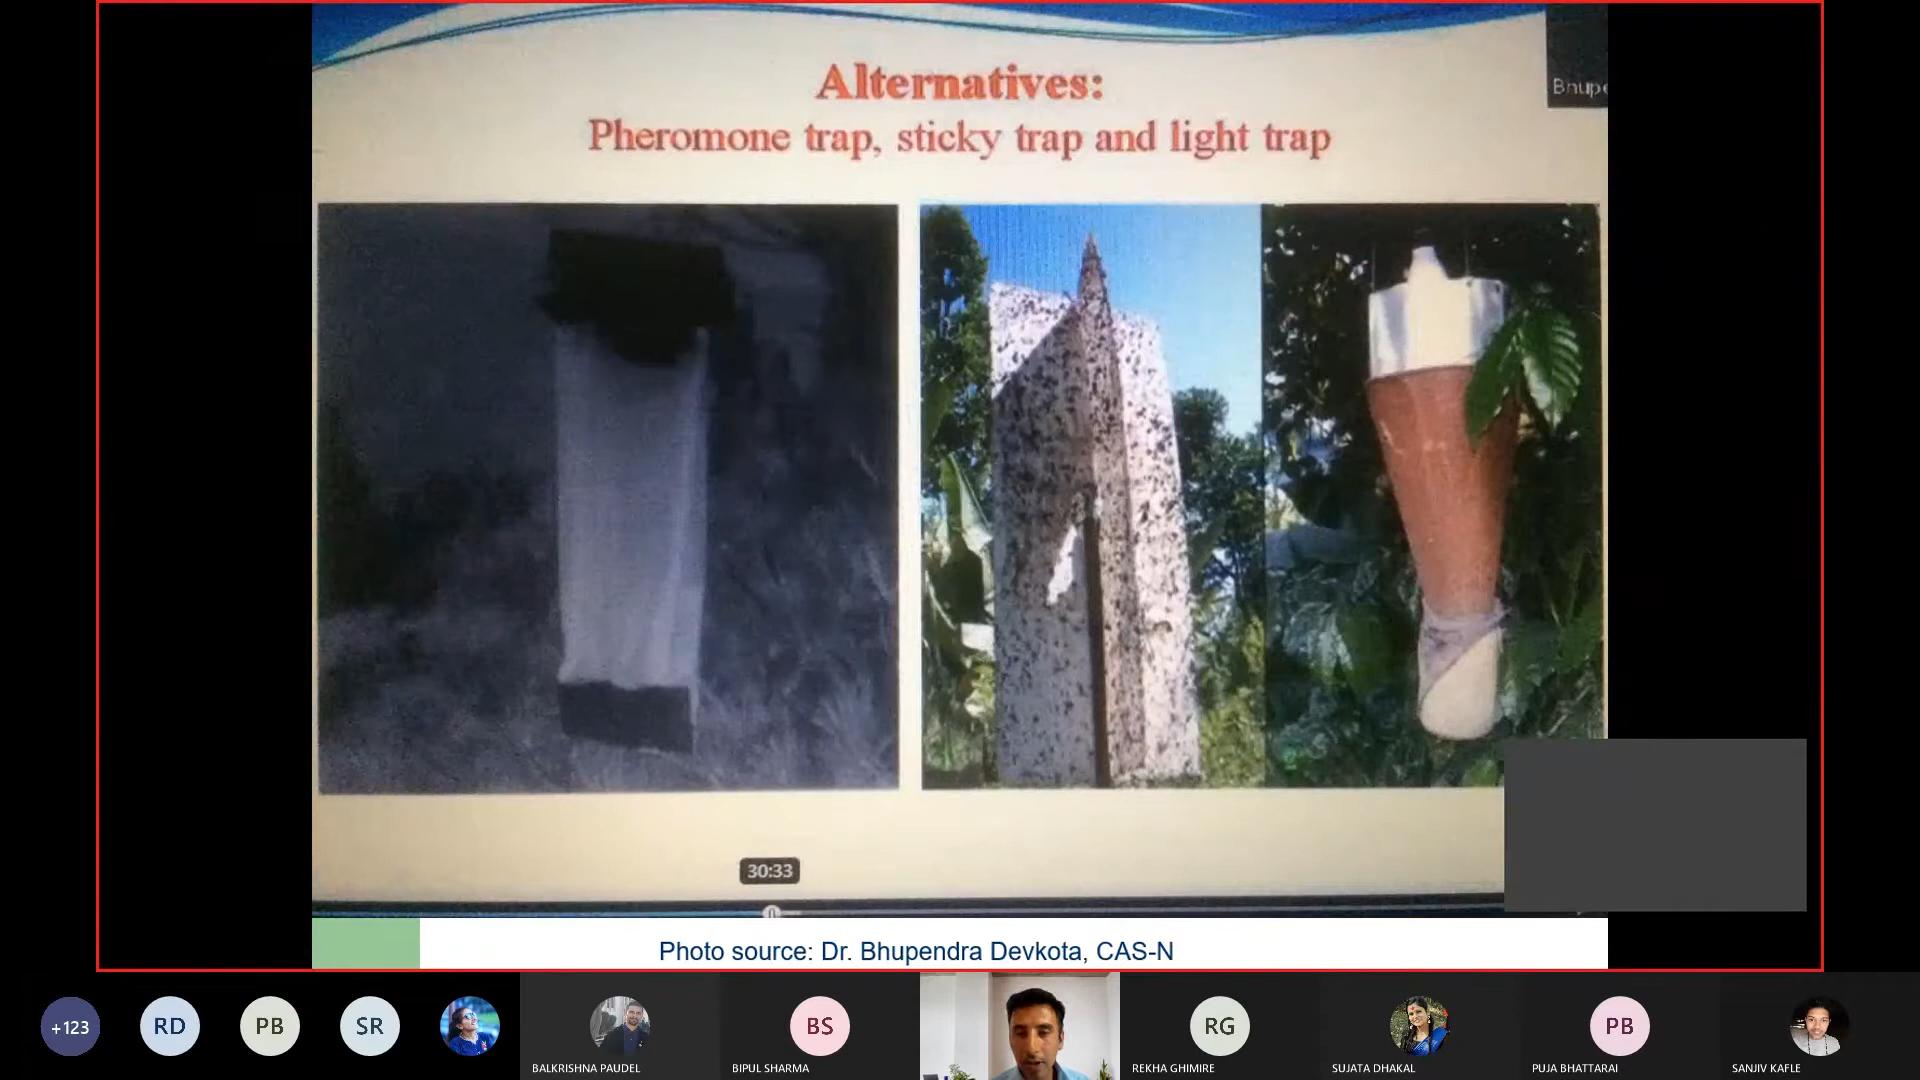 Alternatives:
Pheromone trap, sticky trap and light trap
Bhupe
30:33
Photo source: Dr. Bhupendra Devkota, CAS-N
+123
RD
PB
SR
BS
RG
PB
BALKRISHNA PAUDEL
BIPUL SHARMA
REKHA GHIMIRE
SUJATA DHAKAL
PUJA BHATTARAI
SANJIV KAFLE